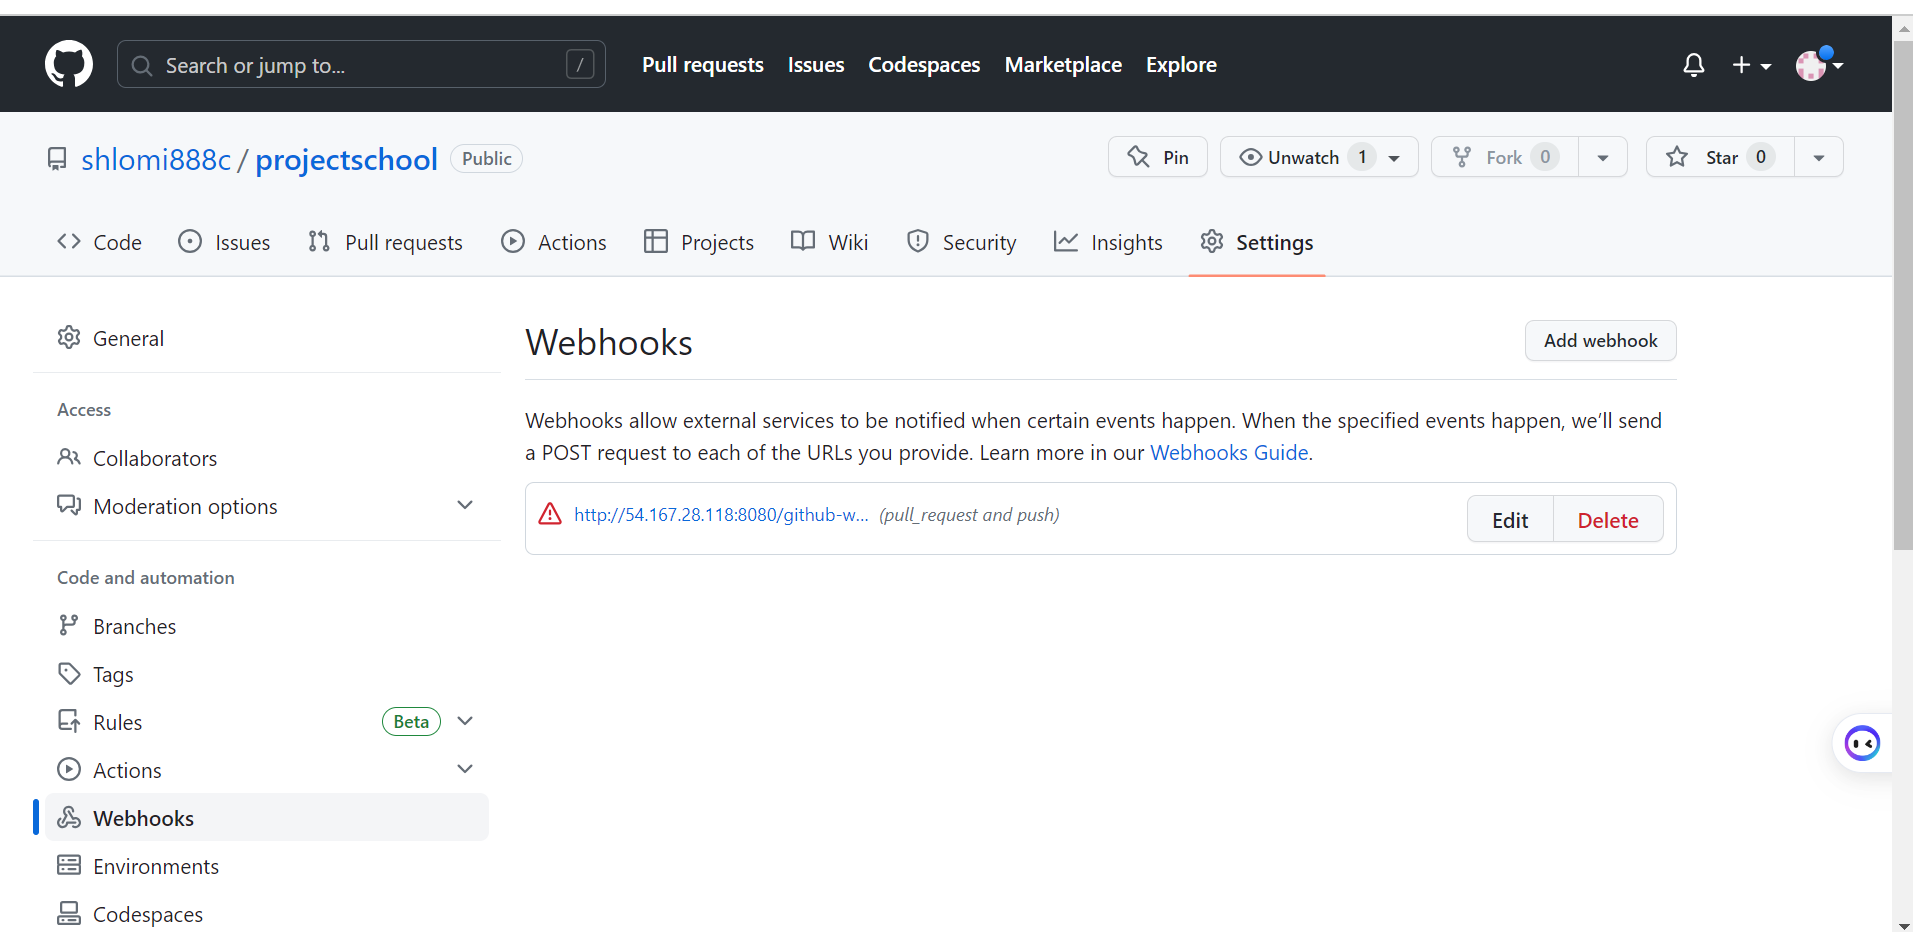 Search or jump to... /
Pull requests Issues Codespaces Marketplace Explore
shlomi888c / projectschool Public
Pin Unwatch 1 Fork 0 Star 0
Code Issues Pull requests Actions Projects Wiki Security Insights Settings
General
Access
Collaborators
Moderation options
Code and automation
Branches
Tags
Rules Beta
Actions
Webhooks
Environments
Codespaces
Webhooks
Add webhook
Webhooks allow external services to be notified when certain events happen. When the specified events happen, we’ll send
a POST request to each of the URLs you provide. Learn more in our Webhooks Guide.
http://54.167.28.118:8080/github-w... (pull_request and push)
Edit Delete